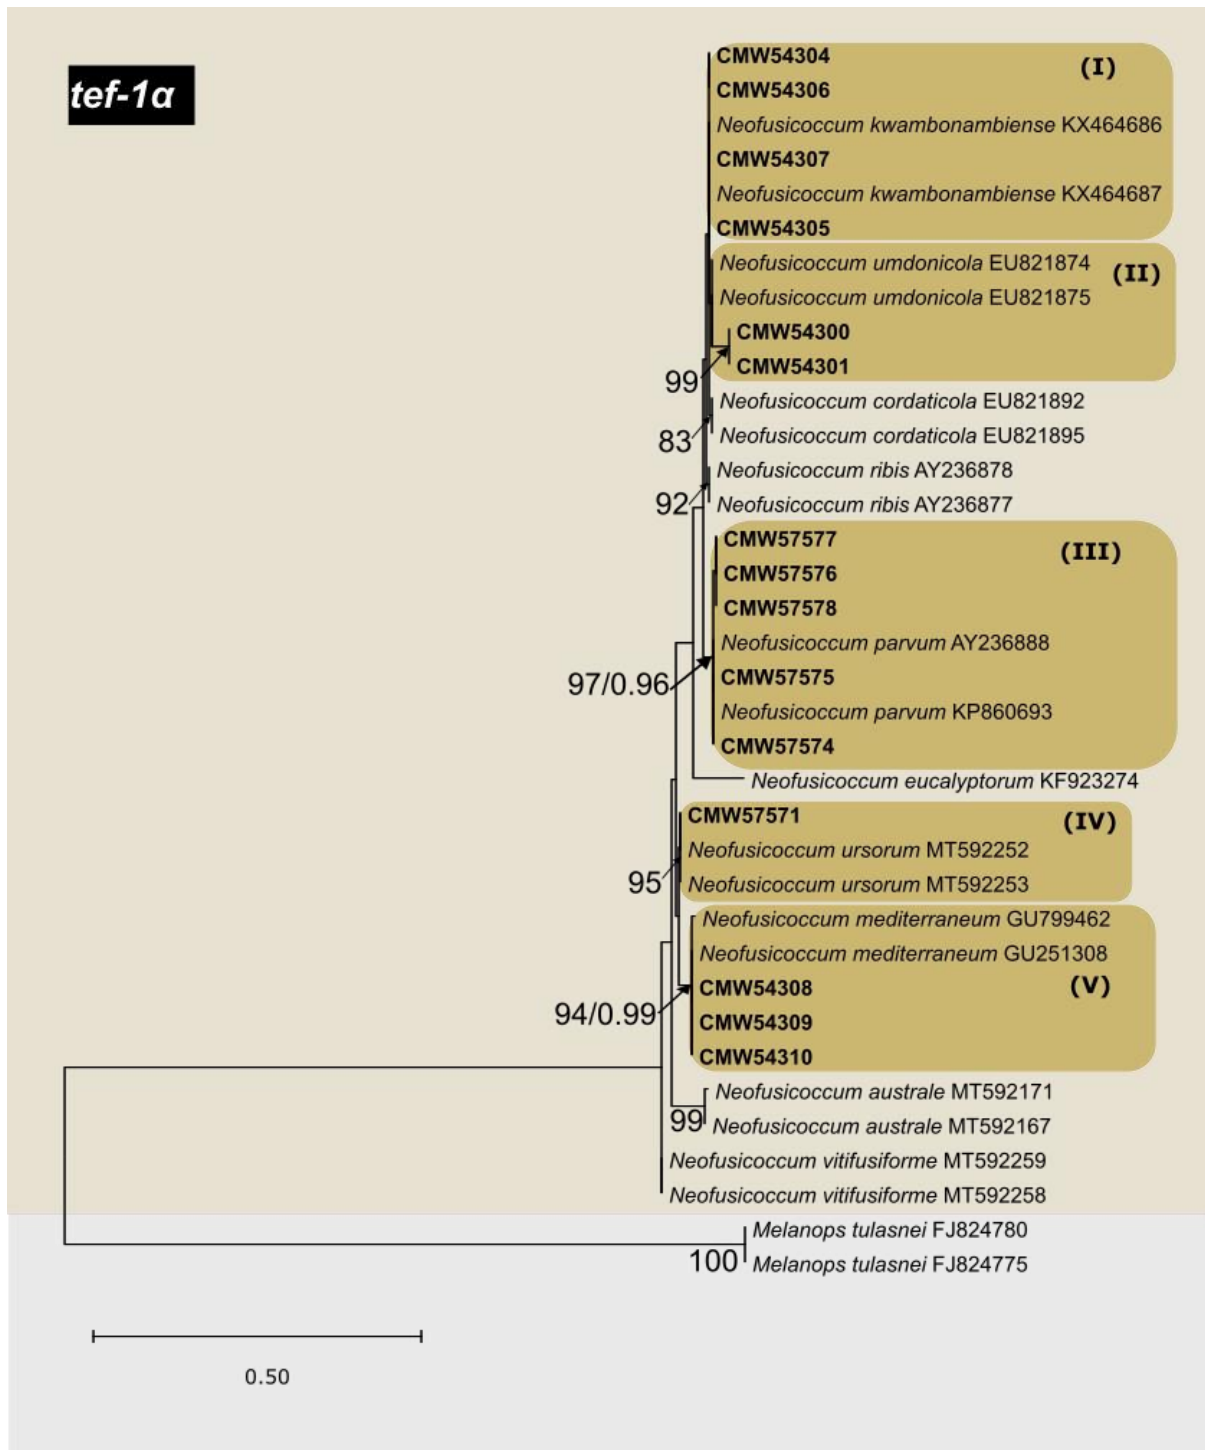 tef-1α
CMW54304
(I)
CMW54306
Neofusicoccum kwambonambiense KX464686
CMW54307
Neofusicoccum kwambonambiense KX464687
CMW54305
Neofusicoccum umdonicola EU821874
(II)
Neofusicoccum umdonicola EU821875
CMW54300
CMW54301
99
Neofusicoccum cordaticola EU821892
83
Neofusicoccum cordaticola EU821895
Neofusicoccum ribis AY236878
92
Neofusicoccum ribis AY236877
CMW57577
(III)
CMW57576
CMW57578
Neofusicoccum parvum AY236888
97/0.96
CMW57575
Neofusicoccum parvum KP860693
CMW57574
Neofusicoccum eucalyptorum KF923274
CMW57571
(IV)
Neofusicoccum ursorum MT592252
95
Neofusicoccum ursorum MT592253
Neofusicoccum mediterraneum GU799462
Neofusicoccum mediterraneum GU251308
CMW54308
(V)
94/0.99
CMW54309
CMW54310
Neofusicoccum australe MT592171
99
Neofusicoccum australe MT592167
Neofusicoccum vitifusiforme MT592259
Neofusicoccum vitifusiforme MT592258
Melanops tulasnei FJ824780
100
Melanops tulasnei FJ824775
0.50